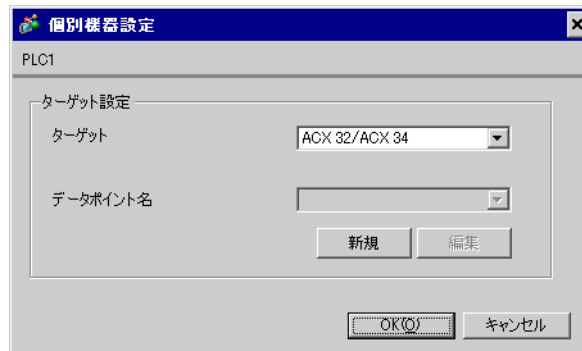 個別機器設定
PLC1
ターゲット設定
ターゲット
ACX 32/ACX 34
データポイント名
新規
編集
OK(O)
キャンセル